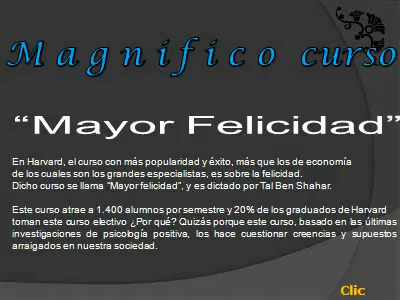 Magnífico curso
“Mayor Felicidad”
En Harvard, el curso con más popularidad y éxito, más que los de economía
de los cuales son los grandes especialistas, es sobre la felicidad.
Dicho curso se llama “Mayor felicidad”, y es dictado por Tal Ben Shahar.
Este curso atrae a 1.400 alumnos por semestre y 20% de los graduados de Harvard
toman este curso electivo ¿Por qué? Quizás porque este curso, basado en las últimas
investigaciones de psicología positiva, los hace cuestionar creencias y supuestos
arraigados en nuestra sociedad.
Clic